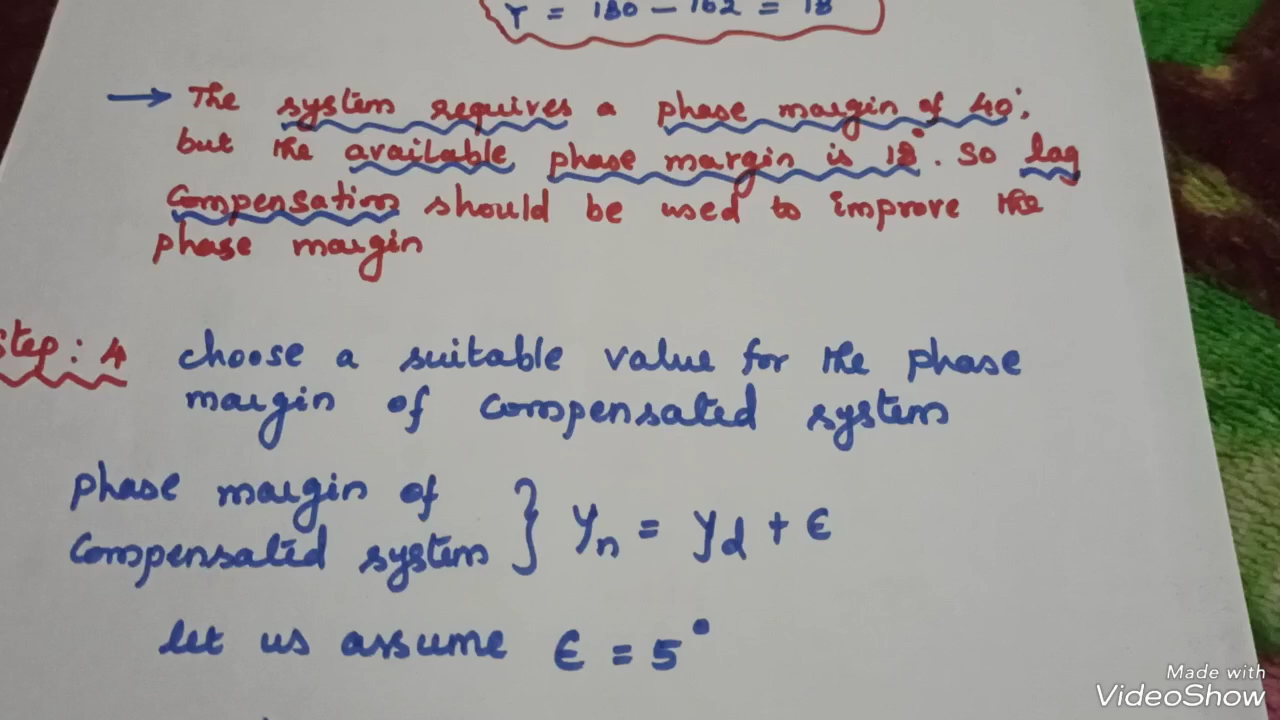 γ = 180 - 162 = 18
→ The system requires a phase margin of 40°,
but the available phase margin is 18°. So lag
compensation should be used to improve the
phase margin
Step: 4 choose a suitable value for the phase
margin of compensated system
phase margin of
compensated system } γn = γd + ϵ
let us assume ϵ = 5°
Made with
VideoShow